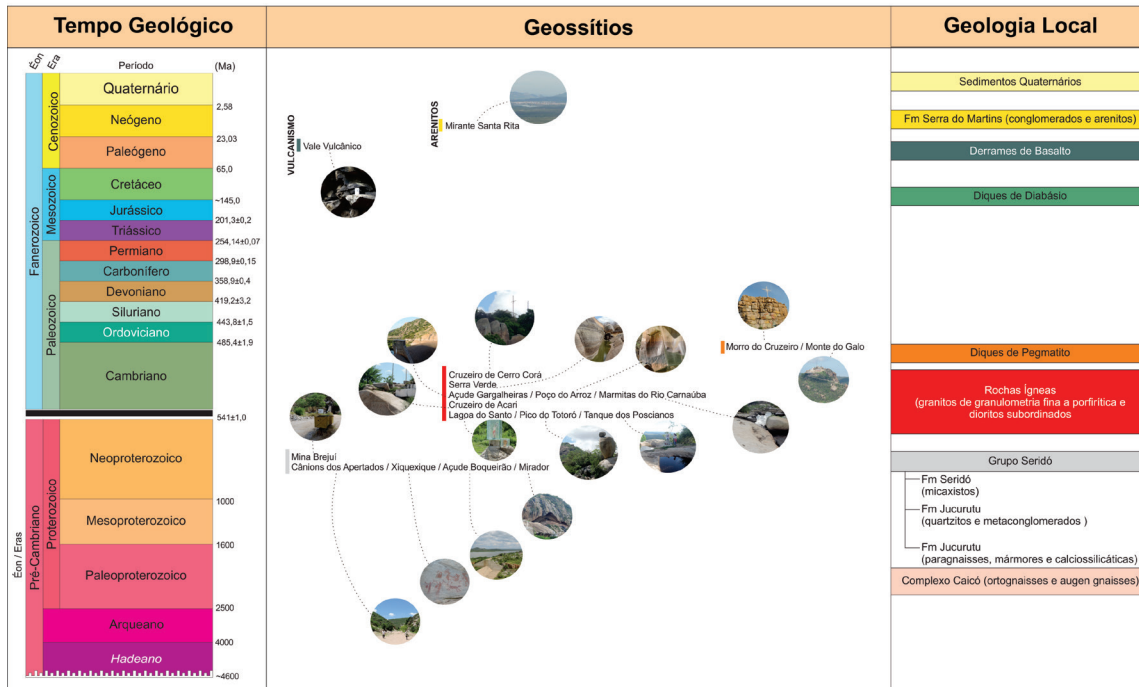 Tempo Geológico
Éon
Era
Período
(Ma)
Quaternário
2,58
Neógeno
23,03
Paleógeno
65,0
Cretáceo
~145,0
Jurássico
201,3±0,2
Triássico
254,14±0,07
Permiano
298,9±0,15
Carbonífero
358,9±0,4
Devoniano
419,2±3,2
Siluriano
443,8±1,5
Ordoviciano
485,4±1,9
Cambriano
541±1,0
Neoproterozoico
1000
Mesoproterozoico
1600
Paleoproterozoico
2500
Arqueano
4000
Hadeano
~4600
Fanerozoico
Cenozoico
Mesozoico
Paleozoico
Éon / Eras
Pré-Cambriano
Proterozoico
Geossítios
VULCANISMO
Vale Vulcânico
ARENITOS
Mirante Santa Rita
Morro do Cruzeiro / Monte do Galo
Cruzeiro de Cerro Corá
Serra Verde
Açude Gargalheiras / Poço do Arroz / Marmitas do Rio Carnaúba
Cruzeiro de Acari
Lagoa do Santo / Pico do Totoró / Tanque dos Poscianos
Mina Brejuí
Cânions dos Apertados / Xiquexique / Açude Boqueirão / Mirador
Geologia Local
Sedimentos Quaternários
Fm Serra do Martins (conglomerados e arenitos)
Derrames de Basalto
Diques de Diabásio
Diques de Pegmatito
Rochas Ígneas
(granitos de granulometria fina a porfirítica e
dioritos subordinados
Grupo Seridó
Fm Seridó
(micaxistos)
Fm Jucurutu
(quartzitos e metaconglomerados )
Fm Jucurutu
(paragnaisses, mármores e calciossilicáticas)
Complexo Caicó (ortognaisses e augen gnaisses)